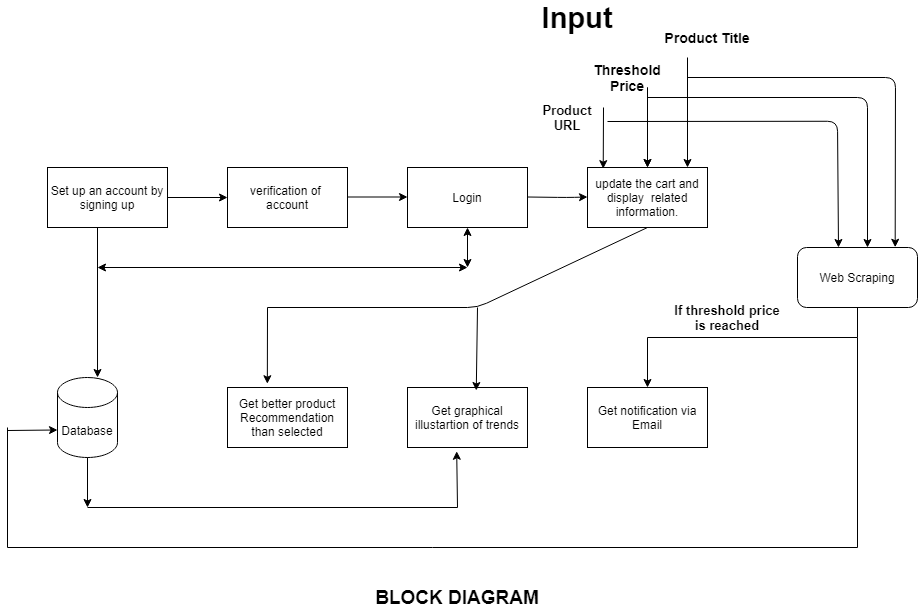 Input
Product Title
Threshold
Price
Product
URL
Set up an account by
signing up
verification of
account
Login
update the cart and
display related
information.
Web Scraping
If threshold price
is reached
Database
Get better product
Recommendation
than selected
Get graphical
illustartion of trends
Get notification via
Email
BLOCK DIAGRAM